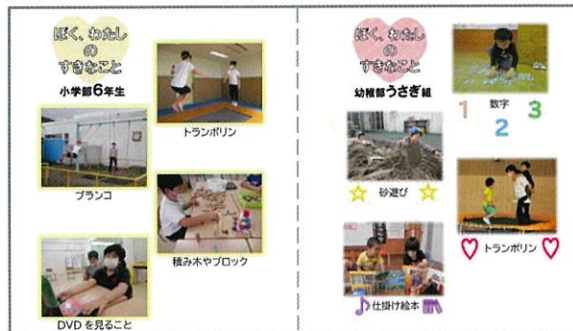 ぼく、わたし
の
すきなこと
小学部6年生
トランポリン
ブランコ
積み木やブロック
DVDを見ること
ぼく、わたし
の
すきなこと
幼稚部うさぎ組
数字
1 2 3
砂遊び
トランポリン
仕掛け絵本